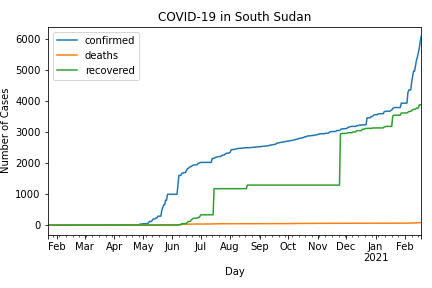 COVID-19 in South Sudan
confirmed
deaths
recovered
Number of Cases
6000
5000
4000
3000
2000
1000
0
Feb Mar Apr May Jun Jul Aug Sep Oct Nov Dec Jan Feb
2021
Day